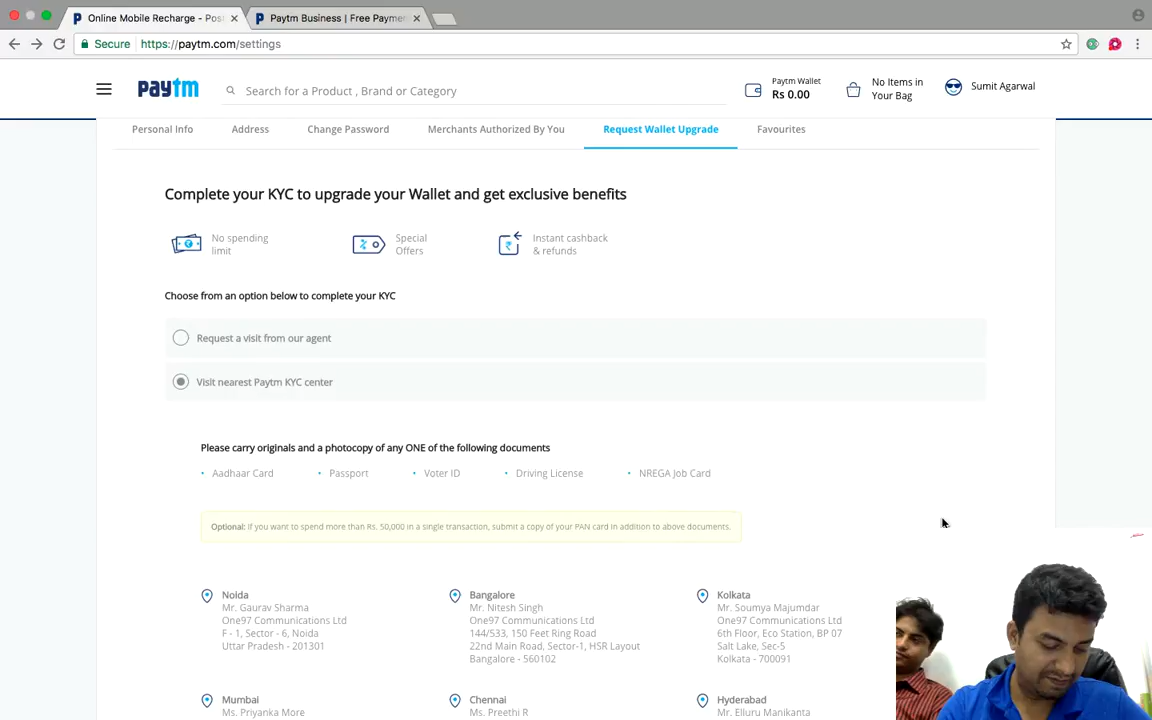 Online Mobile Recharge - Pos
Paytm Business | Free Paymen
Secure
https://paytm.com/settings
paytm
Search for a Product , Brand or Category
Paytm Wallet
Rs 0.00
No Items in
Your Bag
Sumit Agarwal
Personal Info
Address
Change Password
Merchants Authorized By You
Request Wallet Upgrade
Favourites
Complete your KYC to upgrade your Wallet and get exclusive benefits
No spending
limit
Special
Offers
Instant cashback
& refunds
Choose from an option below to complete your KYC
Request a visit from our agent
Visit nearest Paytm KYC center
Please carry originals and a photocopy of any ONE of the following documents
Aadhaar Card
Passport
Voter ID
Driving License
NREGA Job Card
Optional: If you want to spend more than Rs. 50,000 in a single transaction, submit a copy of your PAN card in addition to above documents.
Noida
Mr. Gaurav Sharma
One97 Communications Ltd
F - 1, Sector - 6, Noida
Uttar Pradesh - 201301
Bangalore
Mr. Nitesh Singh
One97 Communications Ltd
144/533, 150 Feet Ring Road
22nd Main Road, Sector-1, HSR Layout
Bangalore - 560102
Kolkata
Mr. Soumya Majumdar
One97 Communications Ltd
6th Floor, Eco Station, BP 07
Salt Lake, Sec-5
Kolkata - 700091
Mumbai
Ms. Priyanka More
Chennai
Ms. Preethi R
Hyderabad
Mr. Elluru Manikanta